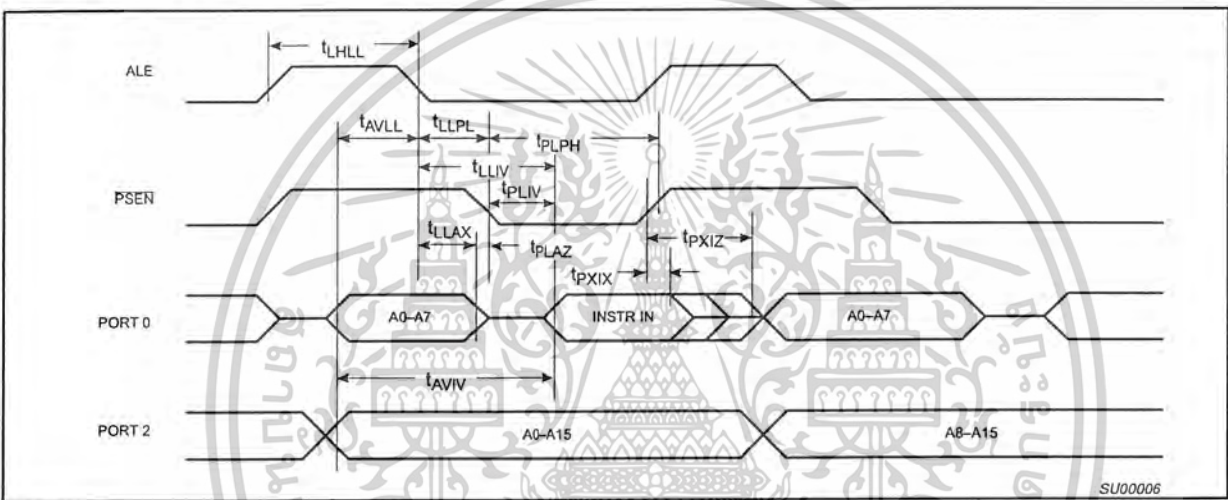 tLHLL
ALE
tAVLL
tLLPL
tPLPH
tLLIV
tPLIV
PSEN
tLLAX
tPLAZ
tPXIZ
tPXIX
PORT 0
A0–A7
INSTR IN
A0–A7
tAVIV
PORT 2
A0–A15
A8–A15
SU00006